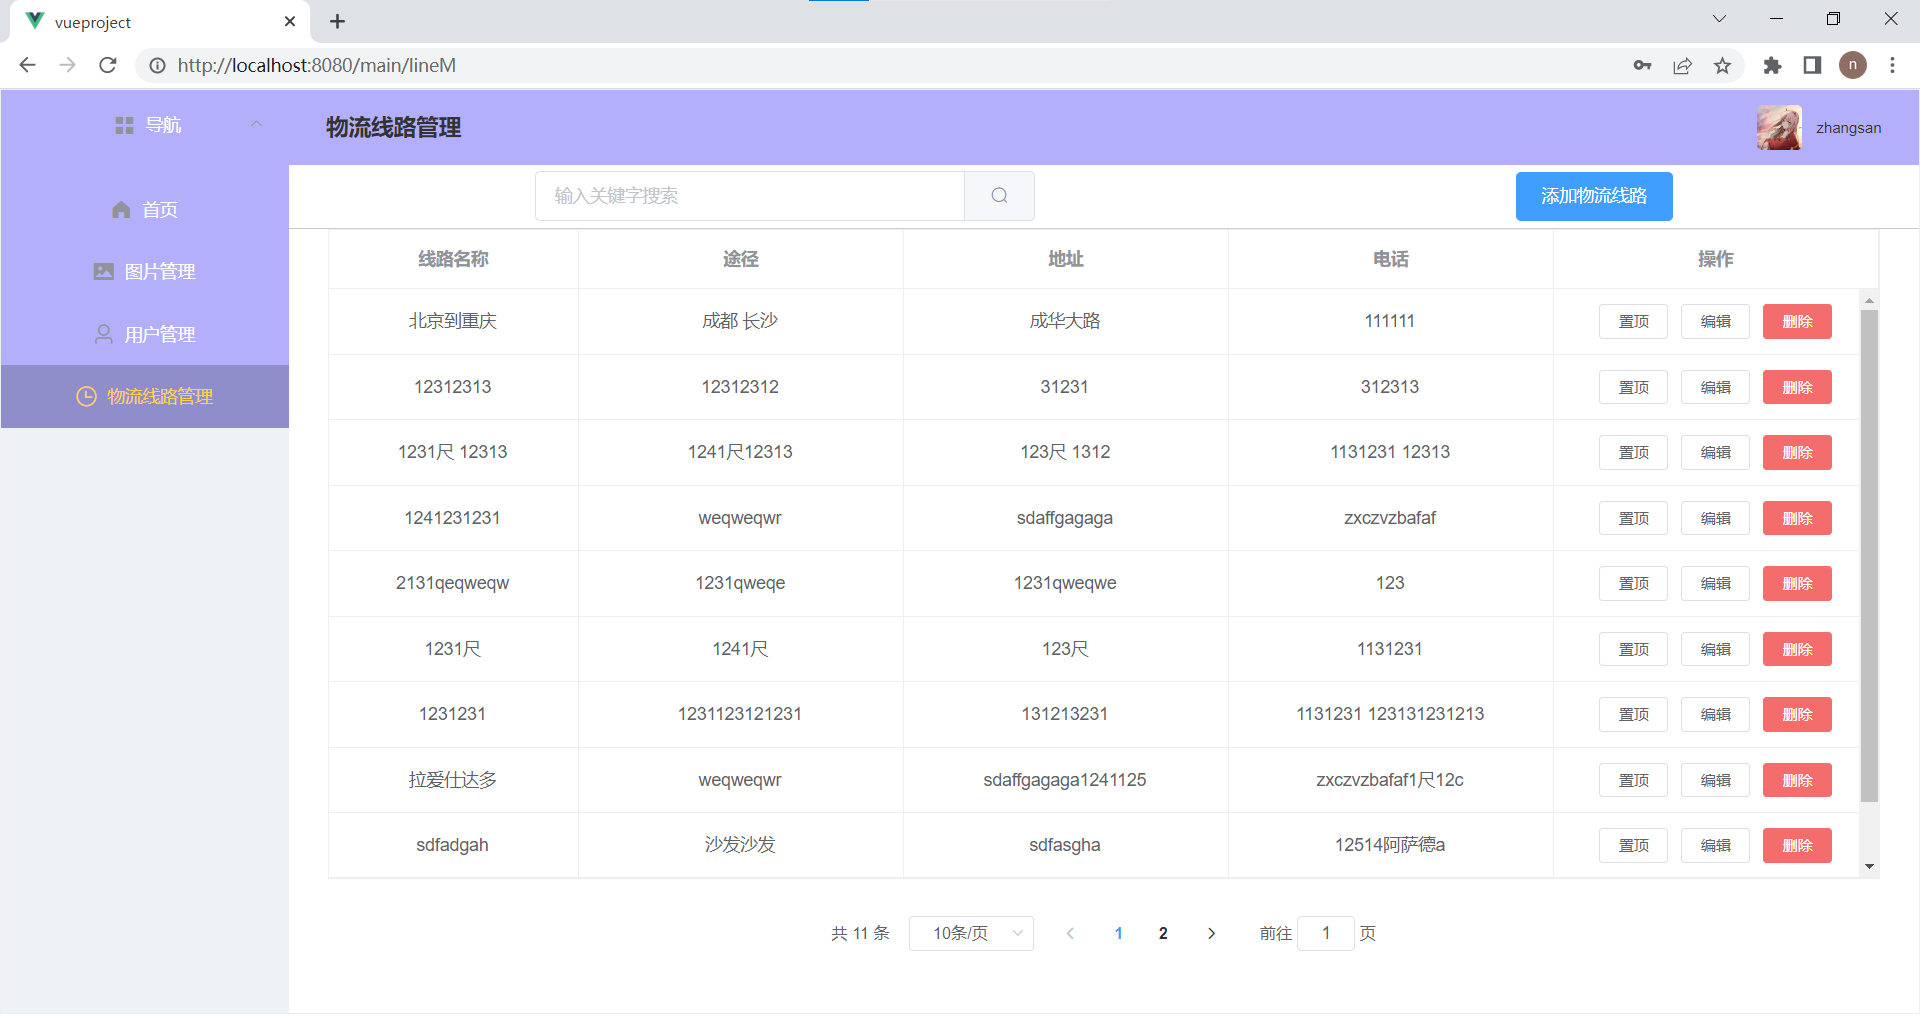 vueproject
http://localhost:8080/main/lineM
n
导航
物流线路管理
zhangsan
首页
图片管理
用户管理
物流线路管理
输入关键字搜索
添加物流线路
线路名称 途径 地址 电话 操作
北京到重庆 成都 长沙 成华大路 111111 置顶 编辑 删除
12312313 12312312 31231 312313 置顶 编辑 删除
1231尺 12313 1241尺12313 123尺 1312 1131231 12313 置顶 编辑 删除
1241231231 weqweqwr sdaffgagaga zxczvzbafaf 置顶 编辑 删除
2131qeqweqw 1231qweqe 1231qweqwe 123 置顶 编辑 删除
1231尺 1241尺 123尺 1131231 置顶 编辑 删除
1231231 1231123121231 131213231 1131231 123131231213 置顶 编辑 删除
拉爱仕达多 weqweqwr sdaffgagaga1241125 zxczvzbafaf1尺12c 置顶 编辑 删除
sdfadgah 沙发沙发 sdfasgha 12514阿萨德a 置顶 编辑 删除
共 11 条 10条/页 1 2 前往 1 页